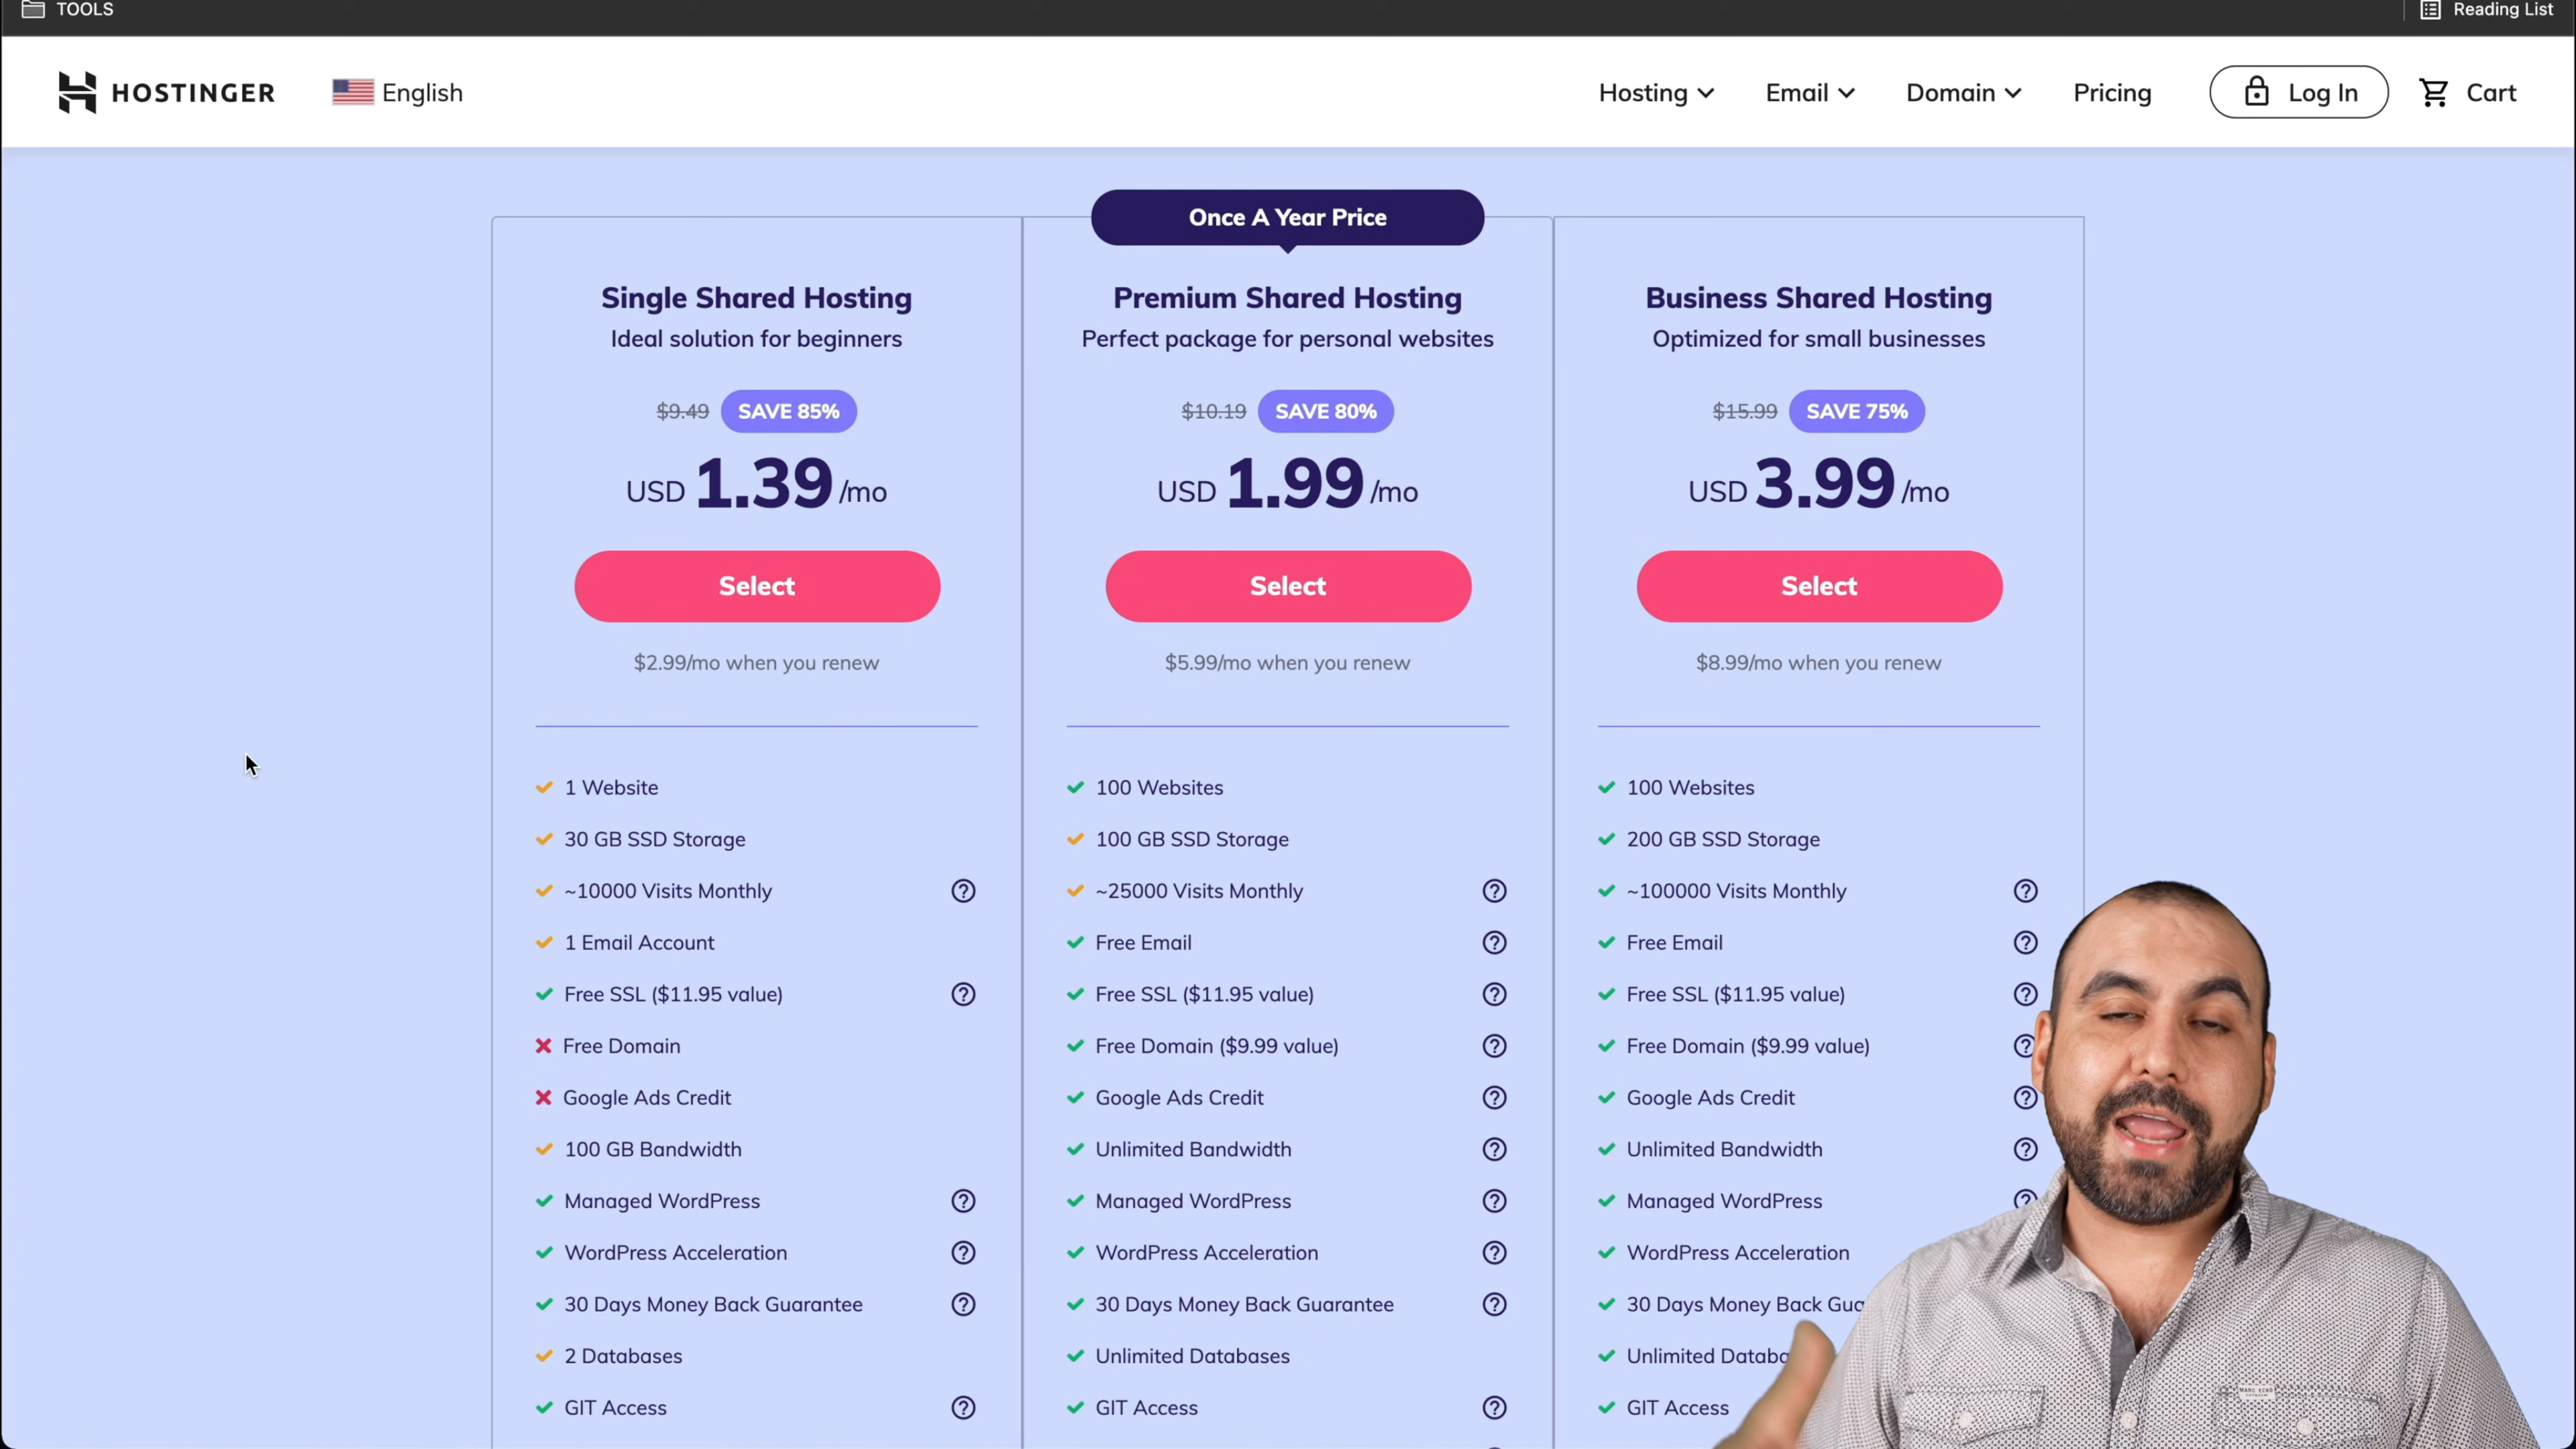 TOOLS
Reading List
HOSTINGER
English
Hosting
Email
Domain
Pricing
Log In
Cart
Once A Year Price
Single Shared Hosting
Ideal solution for beginners
$9.49 SAVE 85%
USD 1.39 /mo
Select
$2.99/mo when you renew
1 Website
30 GB SSD Storage
~10000 Visits Monthly
1 Email Account
Free SSL ($11.95 value)
Free Domain
Google Ads Credit
100 GB Bandwidth
Managed WordPress
WordPress Acceleration
30 Days Money Back Guarantee
2 Databases
GIT Access
Premium Shared Hosting
Perfect package for personal websites
$10.19 SAVE 80%
USD 1.99 /mo
Select
$5.99/mo when you renew
100 Websites
100 GB SSD Storage
~25000 Visits Monthly
Free Email
Free SSL ($11.95 value)
Free Domain ($9.99 value)
Google Ads Credit
Unlimited Bandwidth
Managed WordPress
WordPress Acceleration
30 Days Money Back Guarantee
Unlimited Databases
GIT Access
Business Shared Hosting
Optimized for small businesses
$15.99 SAVE 75%
USD 3.99 /mo
Select
$8.99/mo when you renew
100 Websites
200 GB SSD Storage
~100000 Visits Monthly
Free Email
Free SSL ($11.95 value)
Free Domain ($9.99 value)
Google Ads Credit
Unlimited Bandwidth
Managed WordPress
WordPress Acceleration
30 Days Money Back Gua
Unlimited Databa
GIT Access
MARC ECKO